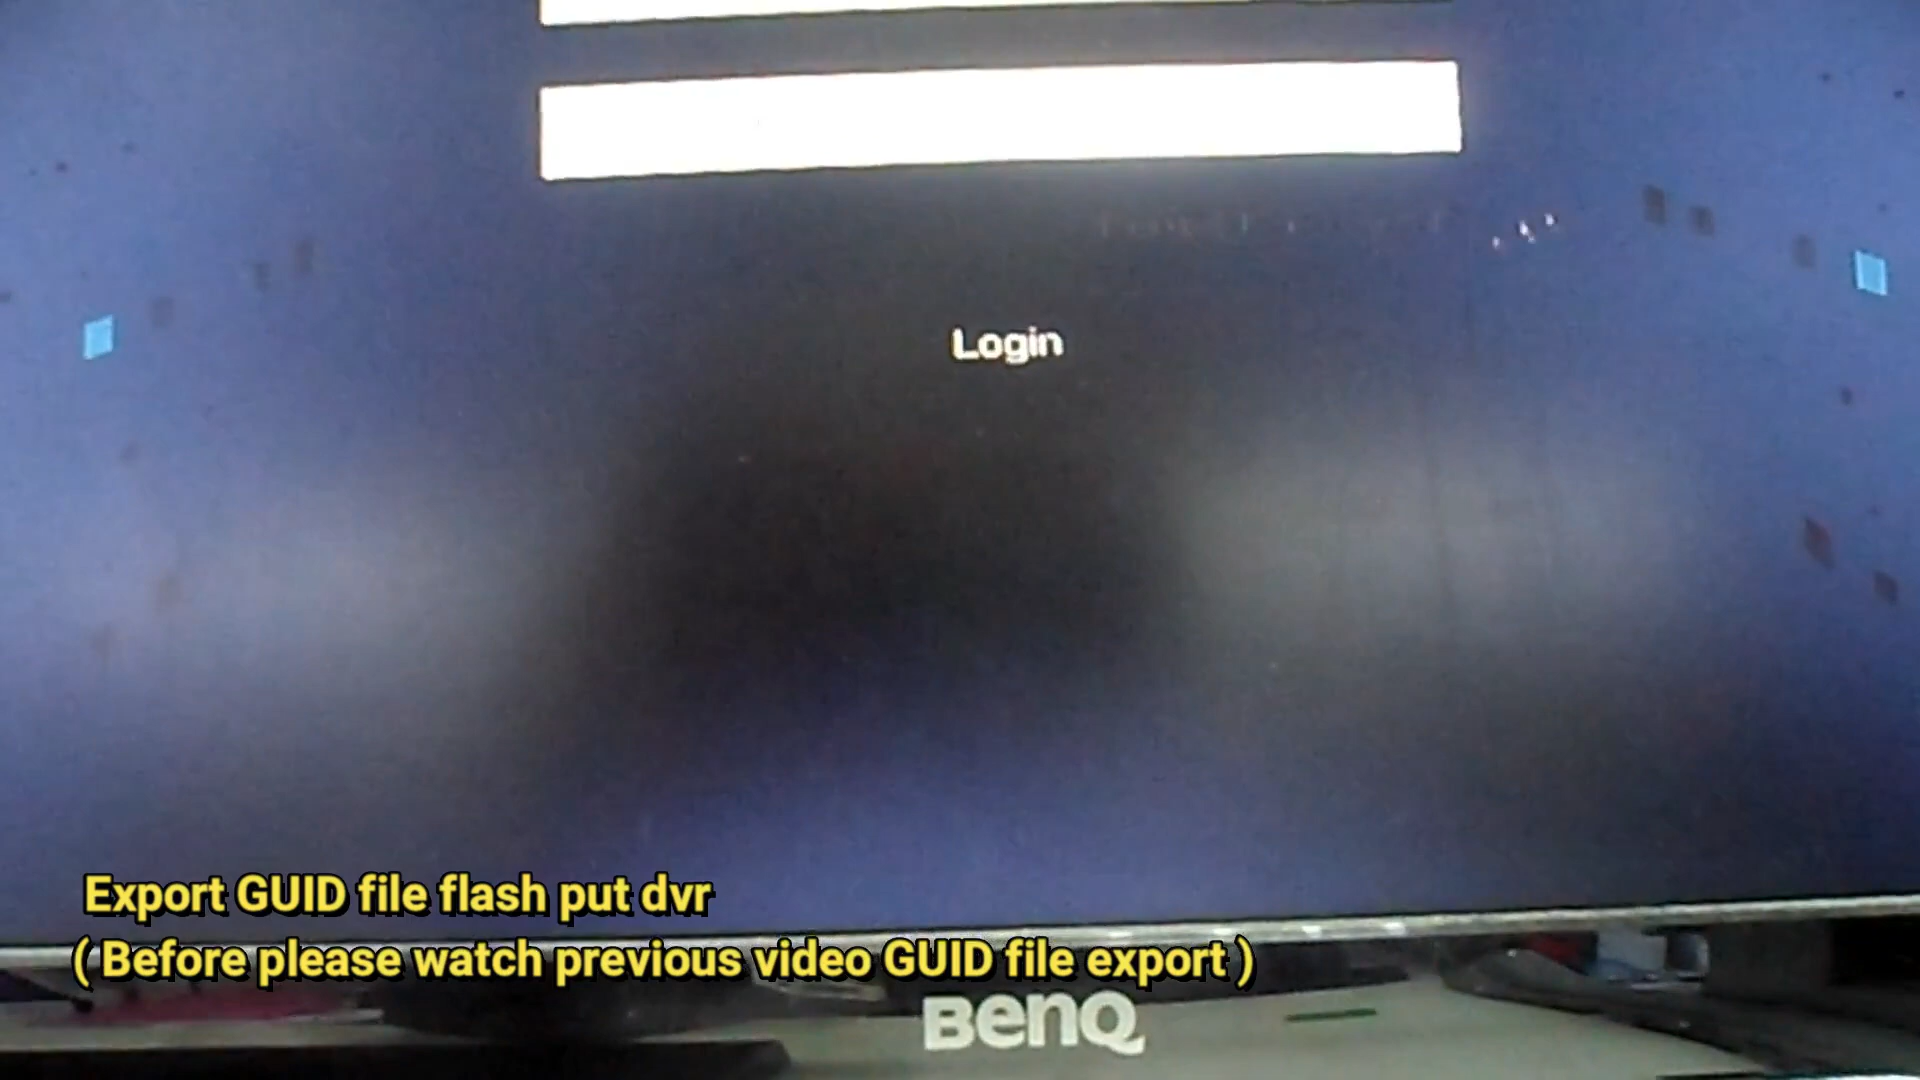 Login
Export GUID file flash put dvr
( Before please watch previous video GUID file export )
BenQ